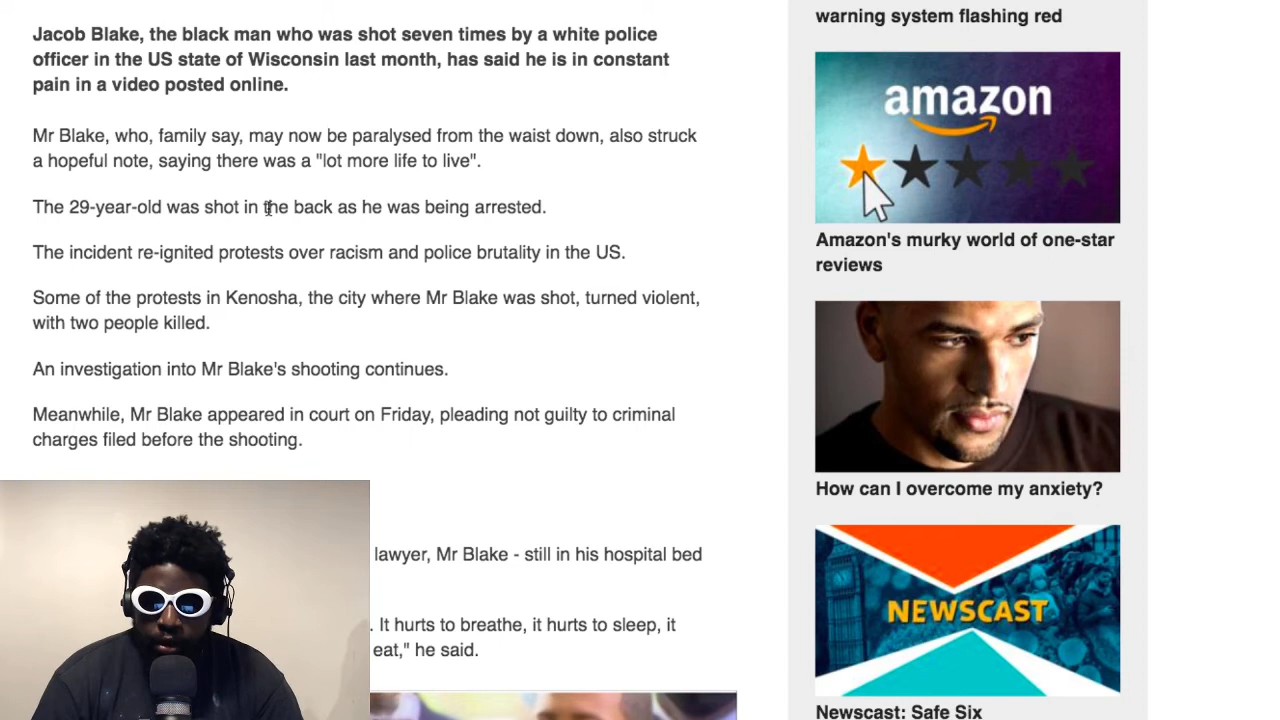 Jacob Blake, the black man who was shot seven times by a white police
officer in the US state of Wisconsin last month, has said he is in constant
pain in a video posted online.
Mr Blake, who, family say, may now be paralysed from the waist down, also struck
a hopeful note, saying there was a "lot more life to live".
The 29-year-old was shot in the back as he was being arrested.
The incident re-ignited protests over racism and police brutality in the US.
Some of the protests in Kenosha, the city where Mr Blake was shot, turned violent,
with two people killed.
An investigation into Mr Blake's shooting continues.
Meanwhile, Mr Blake appeared in court on Friday, pleading not guilty to criminal
charges filed before the shooting.
lawyer, Mr Blake - still in his hospital bed
. It hurts to breathe, it hurts to sleep, it
eat," he said.
warning system flashing red
amazon
Amazon's murky world of one-star
reviews
How can I overcome my anxiety?
NEWSCAST
Newscast: Safe Six